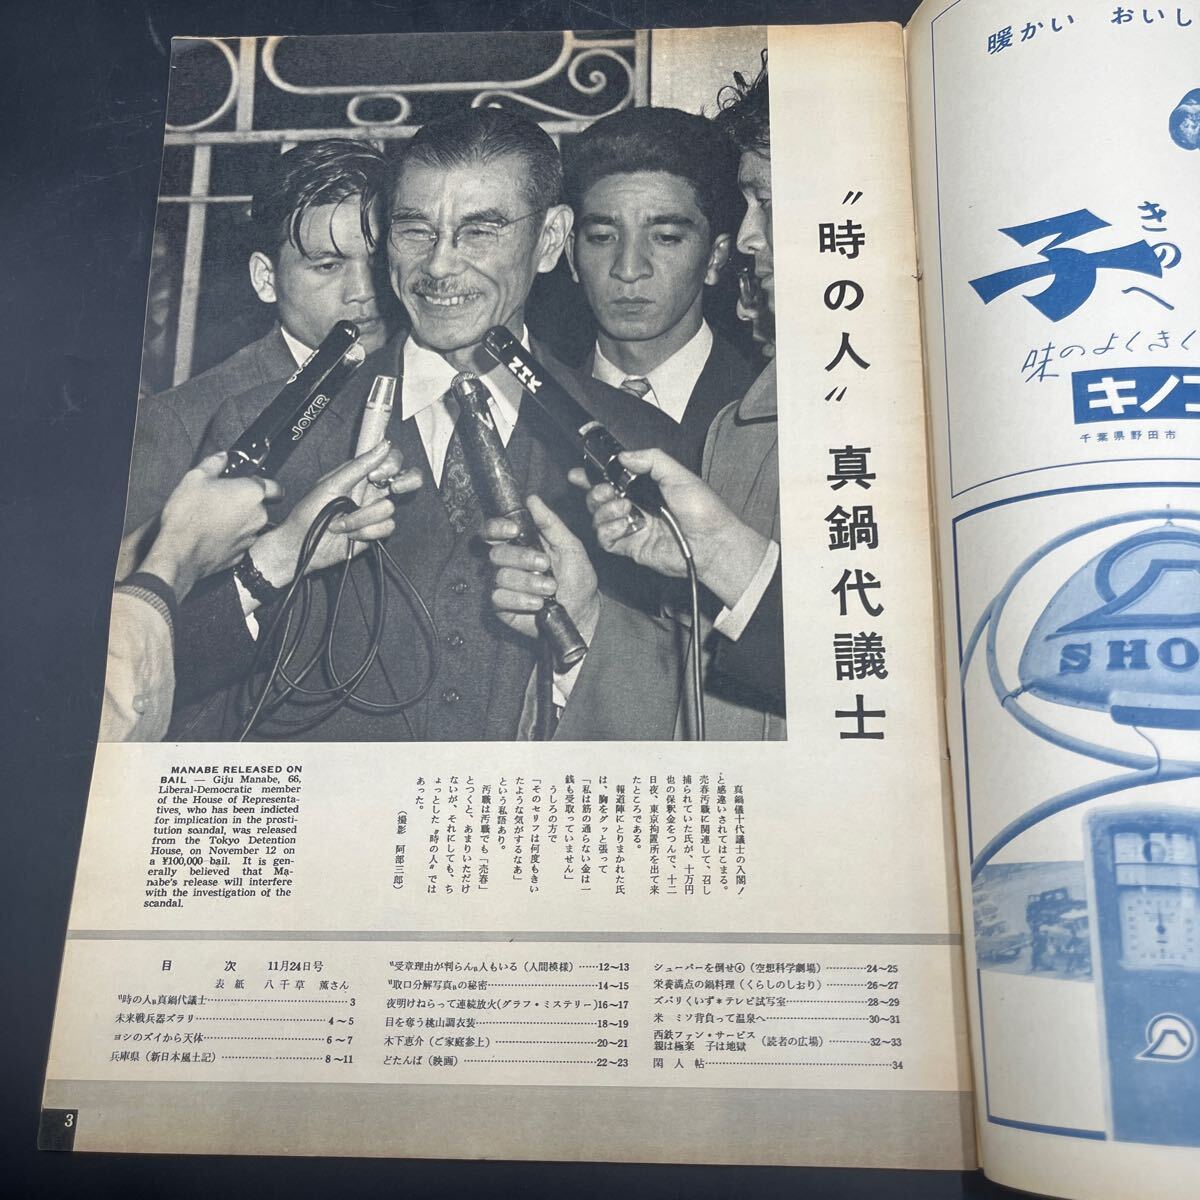 〝時の人〟真鍋代議士
JOKR
NHK
MANABE RELEASED ON
BAIL — Giju Manabe, 66,
Liberal-Democratic member
of the House of Representa-
tives, who has been indicted
for implication in the prosti-
tution soandal, was released
from the Tokyo Detention
House, on November 12 on
a ¥100,000 bail. It is gen-
erally believed that Ma-
nabe's release will interfere
with the investigation of the
scandal.
真鍋儀十代議士の入閣！
と感違いされてはこまる。
売春汚職に関連して、召し
捕られていた氏が、十万円
也の保釈金をつんで、十二
日夜、東京拘置所を出て来
たところである。
報道陣にとりまかれた氏
は、胸をグッと張って
「私は筋の通らない金は一
銭も受取っていません」
うしろの方で
「そのセリフは何度もきい
たような気がするなあ」
という私語あり。
汚職は汚職でも「売春」
とつくと、あまりいただけ
ないが、それにしても、ち
ょっとした〝時の人〟では
あった。
（撮影　阿部三郎）
目　次　11月24日号
表紙　八千草　薫さん
〝時の人〟真鍋代議士……3
未来戦兵器ズラリ……4～5
ヨシのズイから天体……6～7
兵庫県（新日本風土記）……8～11
〝受章理由が判らん〟人もいる（人間模様）……12～13
〝取口分解写真〟の秘密……14～15
夜明けねらって連続放火（グラフ・ミステリー）16～17
目を奪う桃山調衣装……18～19
木下恵介（ご家庭参上）……20～21
どたんば（映画）……22～23
シューパーを倒せ④（空想科学劇場）……24～25
栄養満点の鍋料理（くらしのしおり）……26～27
ズバリくいず＊テレビ試写室……28～29
米　ミソ背負って温泉へ……30～31
西鉄ファン・サービス
親は極楽　子は地獄（読者の広場）……32～33
閑人帖……34
3
暖かい　おいし
きのへ
子
味のよくきく
キノエ
千葉県野田市
SHO